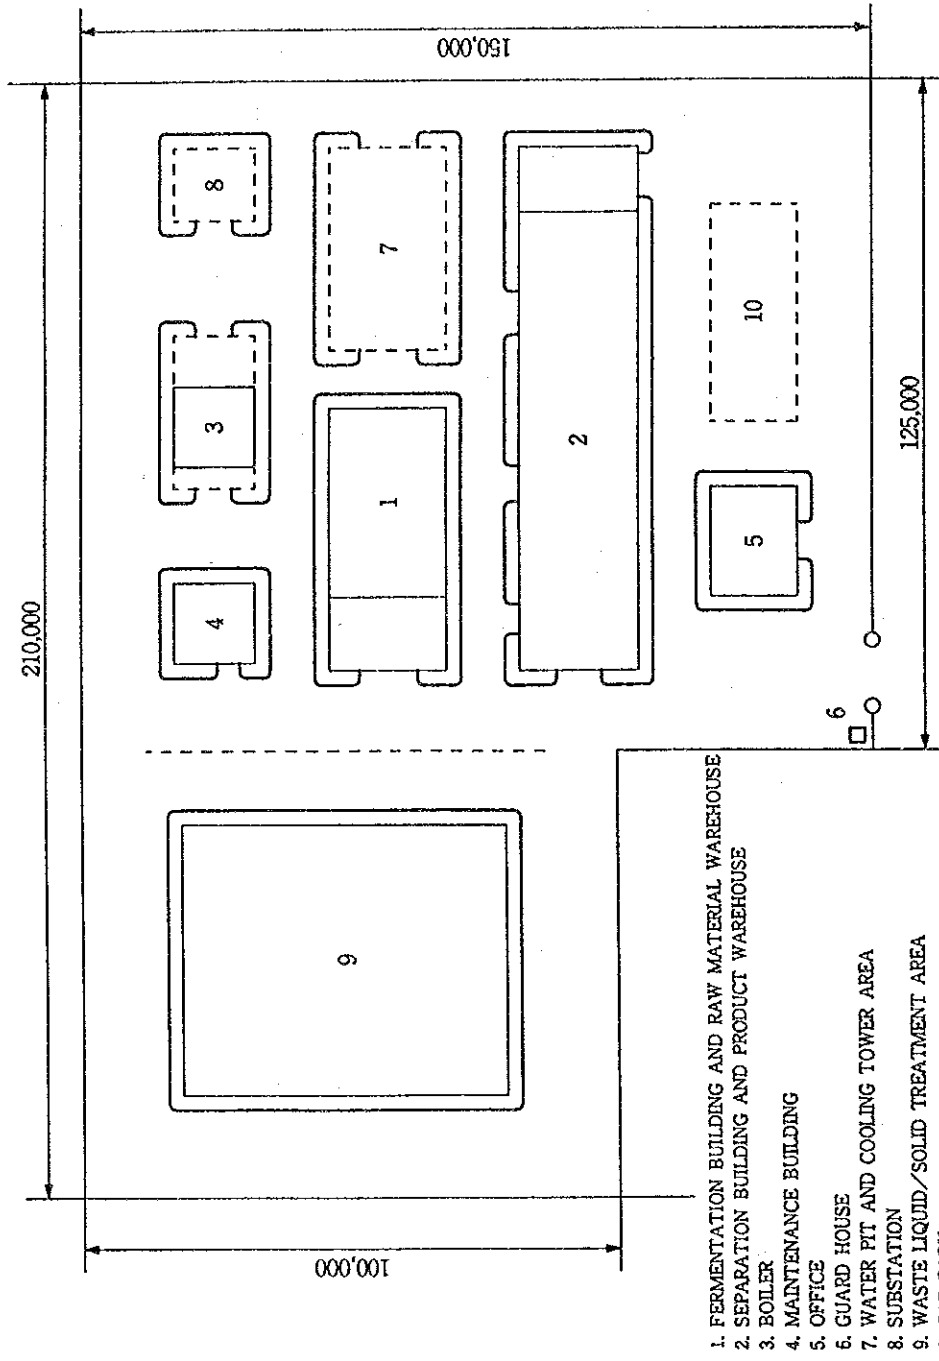 210,000
150,000
8
3
4
7
1
2
10
5
6
9
125,000
100,000
1. FERMENTATION BUILDING AND RAW MATERIAL WAREHOUSE
2. SEPARATION BUILDING AND PRODUCT WAREHOUSE
3. BOILER
4. MAINTENANCE BUILDING
5. OFFICE
6. GUARD HOUSE
7. WATER PIT AND COOLING TOWER AREA
8. SUBSTATION
9. WASTE LIQUID/SOLID TREATMENT AREA